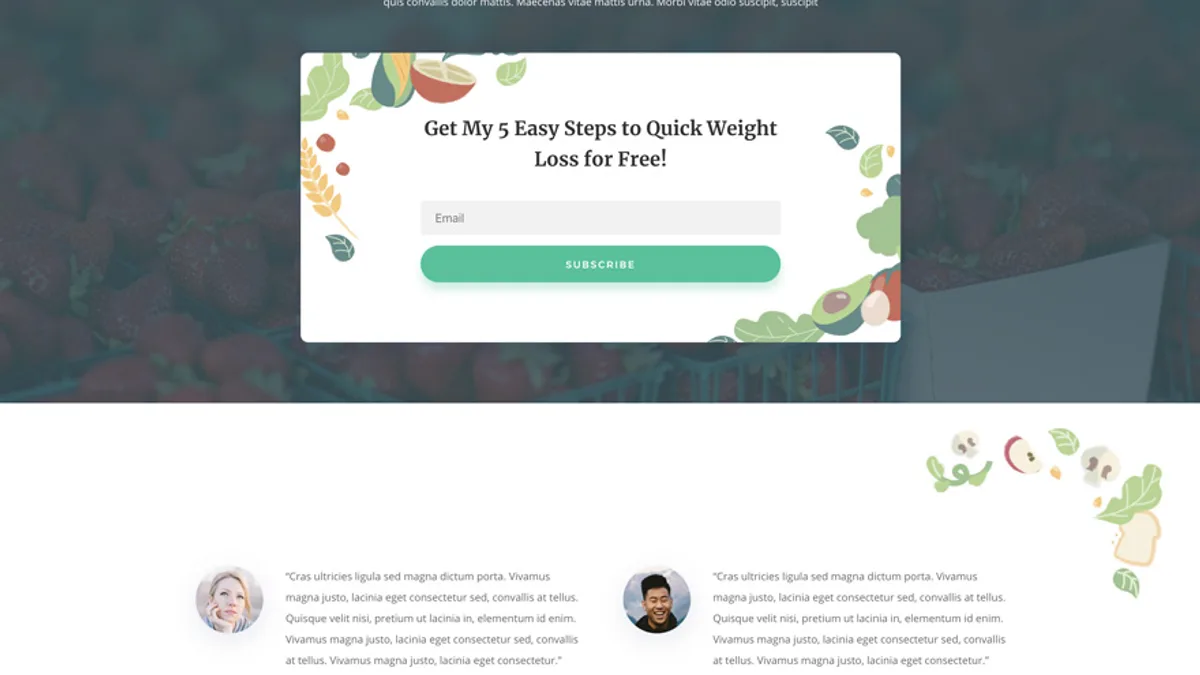 quis convallis dolor mattis. Maecenas vitae mattis urna. Morbi vitae odio suscipit, suscipit
Get My 5 Easy Steps to Quick Weight
Loss for Free!
Email
SUBSCRIBE
"Cras ultricies ligula sed magna dictum porta. Vivamus
magna justo, lacinia eget consectetur sed, convallis at tellus.
Quisque velit nisi, pretium ut lacinia in, elementum id enim.
Vivamus magna justo, lacinia eget consectetur sed, convallis
at tellus. Vivamus magna justo, lacinia eget consectetur."
"Cras ultricies ligula sed magna dictum porta. Vivamus
magna justo, lacinia eget consectetur sed, convallis at tellus.
Quisque velit nisi, pretium ut lacinia in, elementum id enim.
Vivamus magna justo, lacinia eget consectetur sed, convallis
at tellus. Vivamus magna justo, lacinia eget consectetur."